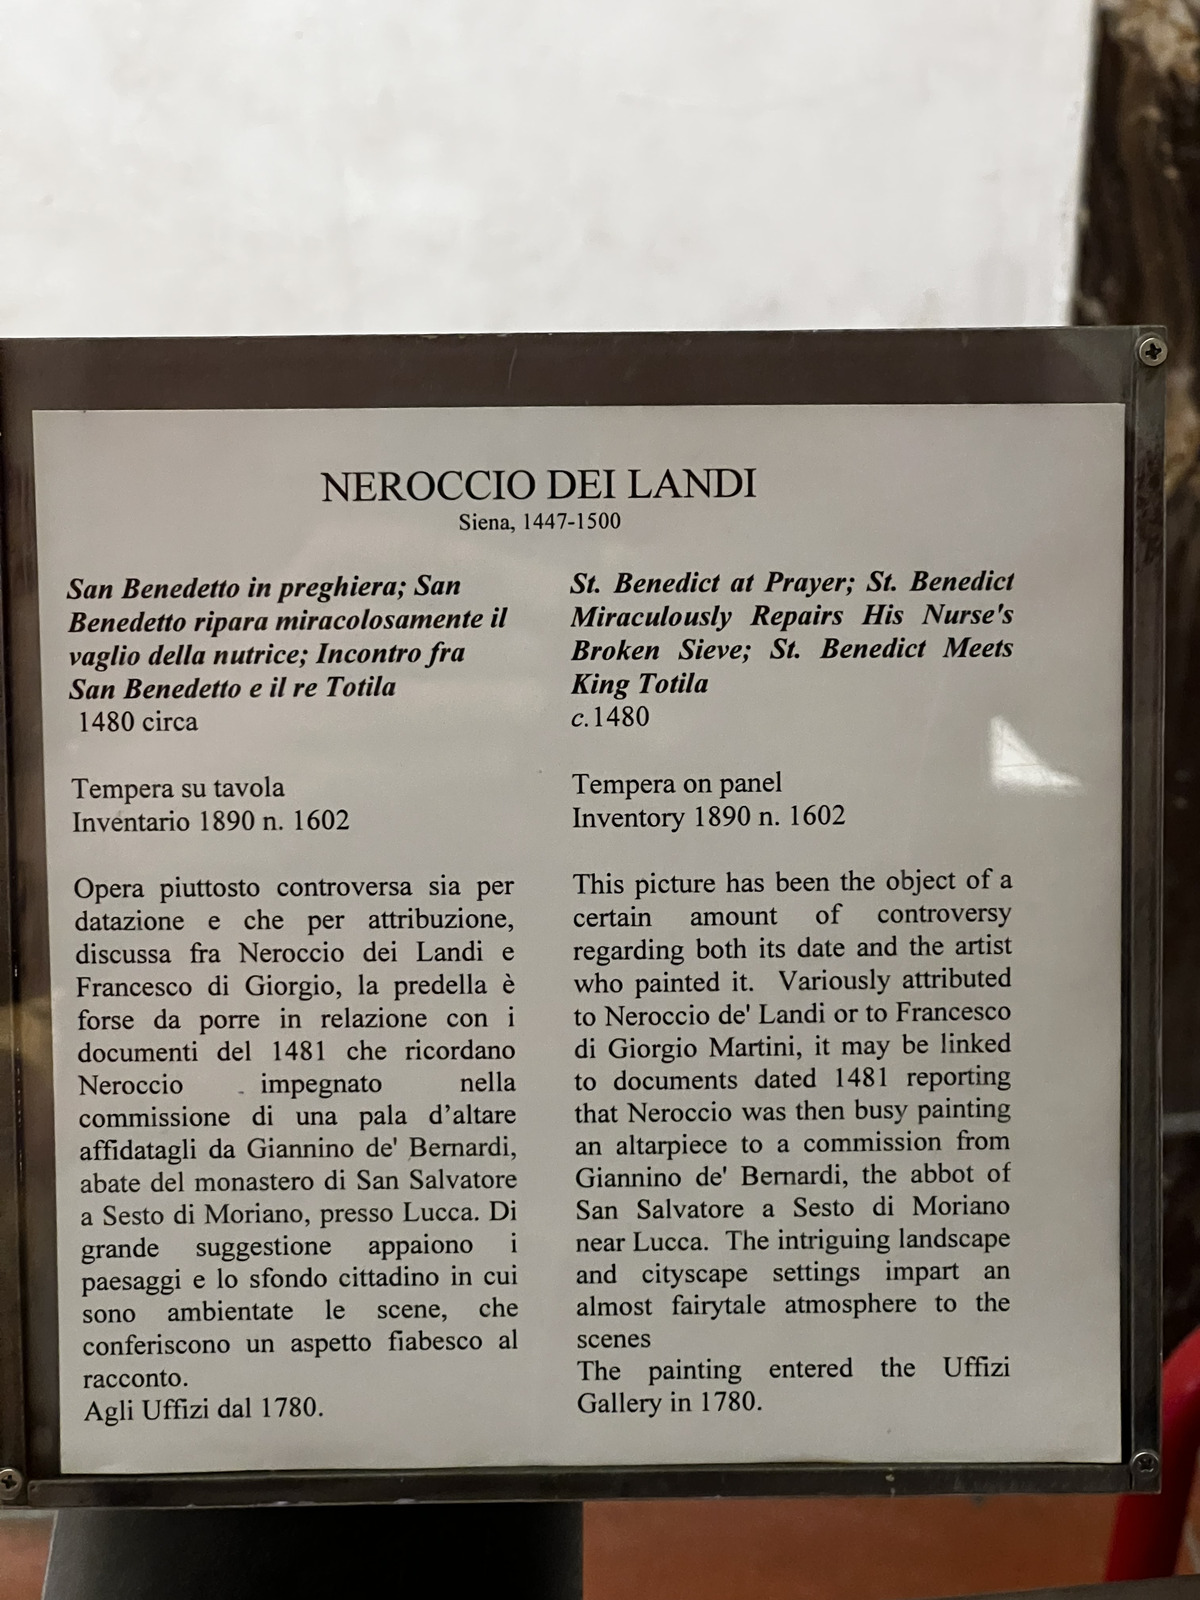 NEROCCIO DEI LANDI
Siena, 1447-1500
San Benedetto in preghiera; San
Benedetto ripara miracolosamente il
vaglio della nutrice; Incontro fra
San Benedetto e il re Totila
1480 circa
Tempera su tavola
Inventario 1890 n. 1602
Opera piuttosto controversa sia per
datazione e che per attribuzione,
discussa fra Neroccio dei Landi e
Francesco di Giorgio, la predella è
forse da porre in relazione con i
documenti del 1481 che ricordano
Neroccio impegnato nella
commissione di una pala d'altare
affidatagli da Giannino de' Bernardi,
abate del monastero di San Salvatore
a Sesto di Moriano, presso Lucca. Di
grande suggestione appaiono i
paesaggi e lo sfondo cittadino in cui
sono ambientate le scene, che
conferiscono un aspetto fiabesco al
racconto.
Agli Uffizi dal 1780.
St. Benedict at Prayer; St. Benedict
Miraculously Repairs His Nurse's
Broken Sieve; St. Benedict Meets
King Totila
c.1480
Tempera on panel
Inventory 1890 n. 1602
This picture has been the object of a
certain amount of controversy
regarding both its date and the artist
who painted it. Variously attributed
to Neroccio de' Landi or to Francesco
di Giorgio Martini, it may be linked
to documents dated 1481 reporting
that Neroccio was then busy painting
an altarpiece to a commission from
Giannino de' Bernardi, the abbot of
San Salvatore a Sesto di Moriano
near Lucca. The intriguing landscape
and cityscape settings impart an
almost fairytale atmosphere to the
scenes
The painting entered the Uffizi
Gallery in 1780.